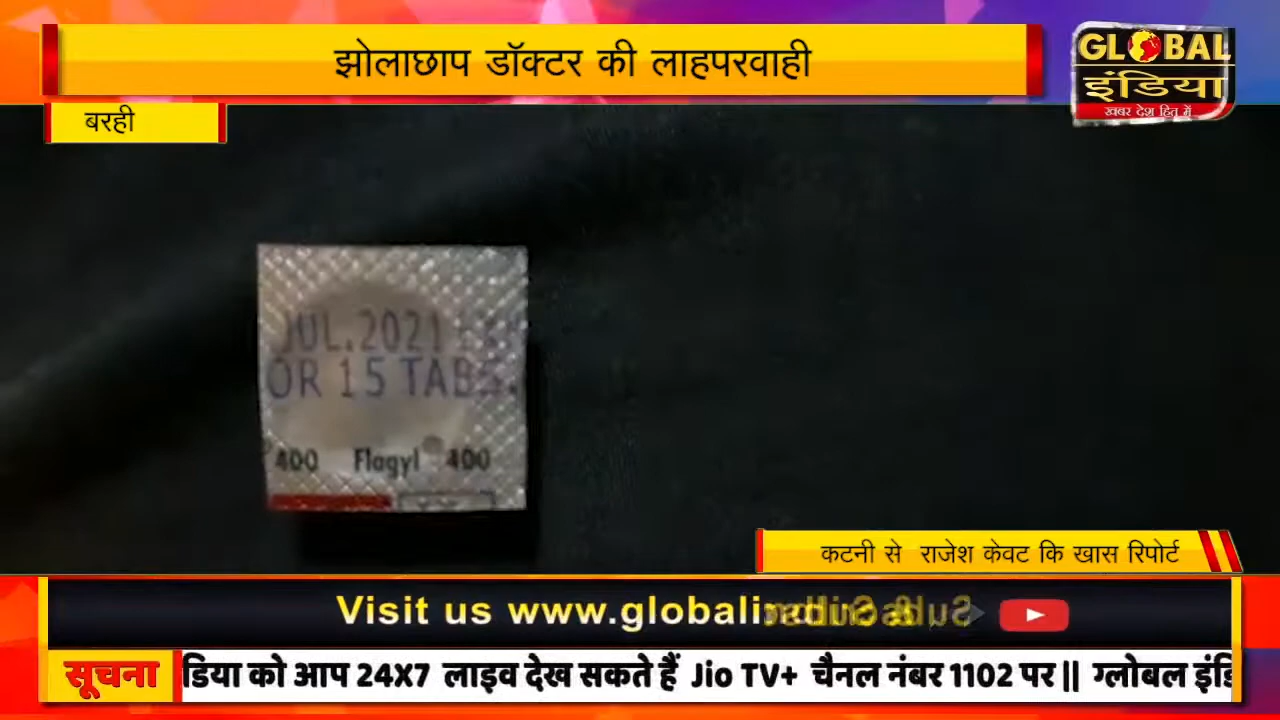 झोलाछाप डॉक्टर की लाहपरवाही
GLOBAL
इंडिया
खबर देश हित में
बरही
JUL.2021
OR 15 TABS.
400 Flagyl 400
कटनी से राजेश केवट कि खास रिपोर्ट
Visit us www.globali
सूचना
डिया को आप 24X7 लाइव देख सकते हैं Jio TV+ चैनल नंबर 1102 पर || ग्लोबल इंडि